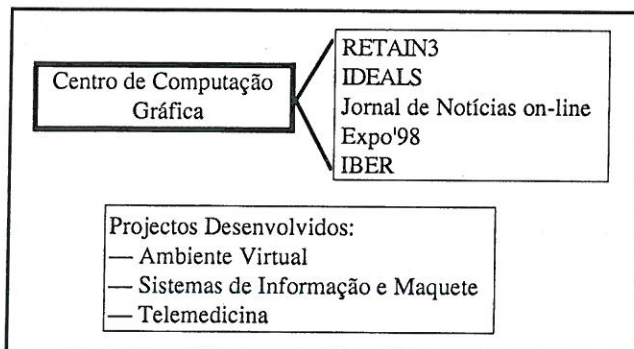 Centro de Computação
Gráfica
RETAIN3
IDEALS
Jornal de Notícias on-line
Expo'98
IBER
Projectos Desenvolvidos:
— Ambiente Virtual
— Sistemas de Informação e Maquete
— Telemedicina